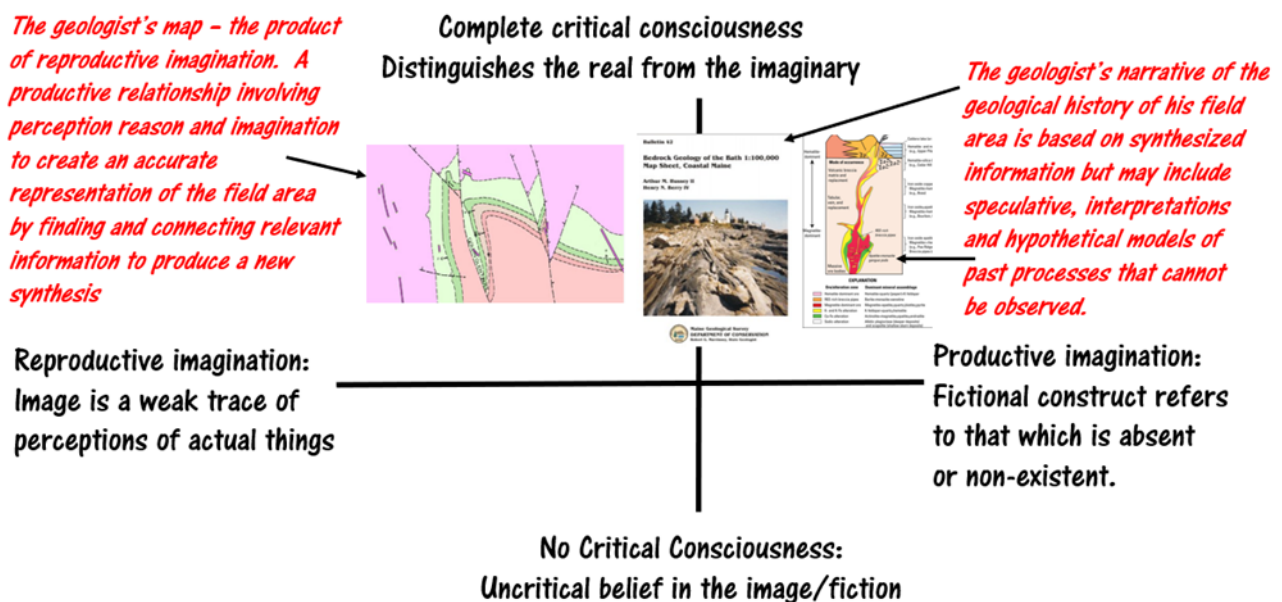 The geologist's map – the product
of reproductive imagination. A
productive relationship involving
perception reason and imagination
to create an accurate
representation of the field area
by finding and connecting relevant
information to produce a new
synthesis
Complete critical consciousness
Distinguishes the real from the imaginary
The geologist's narrative of the
geological history of his field
area is based on synthesized
information but may include
speculative, interpretations
and hypothetical models of
past processes that cannot
be observed.
Bulletin 42
Bedrock Geology of the Bath 1:100,000
Map Sheet, Coastal Maine
Arthur M. Hussey II
Henry N. Berry IV
Maine Geological Survey
DEPARTMENT OF CONSERVATION
Mode of occurrence
EXPLANATION
Reproductive imagination:
Image is a weak trace of
perceptions of actual things
Productive imagination:
Fictional construct refers
to that which is absent
or non-existent.
No Critical Consciousness:
Uncritical belief in the image/fiction